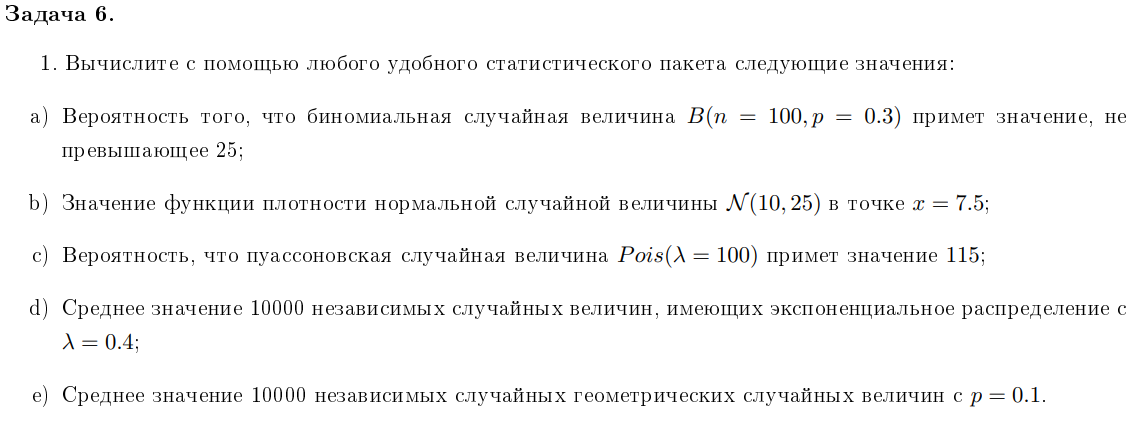 Задача 6.
1. Вычислите с помощью любого удобного статистического пакета следующие значения:
a) Вероятность того, что биномиальная случайная величина B(n = 100, p = 0.3) примет значение, не
превышающее 25;
b) Значение функции плотности нормальной случайной величины 𝒩(10, 25) в точке x = 7.5;
c) Вероятность, что пуассоновская случайная величина Pois(λ = 100) примет значение 115;
d) Среднее значение 10000 независимых случайных величин, имеющих экспоненциальное распределение с
λ = 0.4;
e) Среднее значение 10000 независимых случайных геометрических случайных величин с p = 0.1.